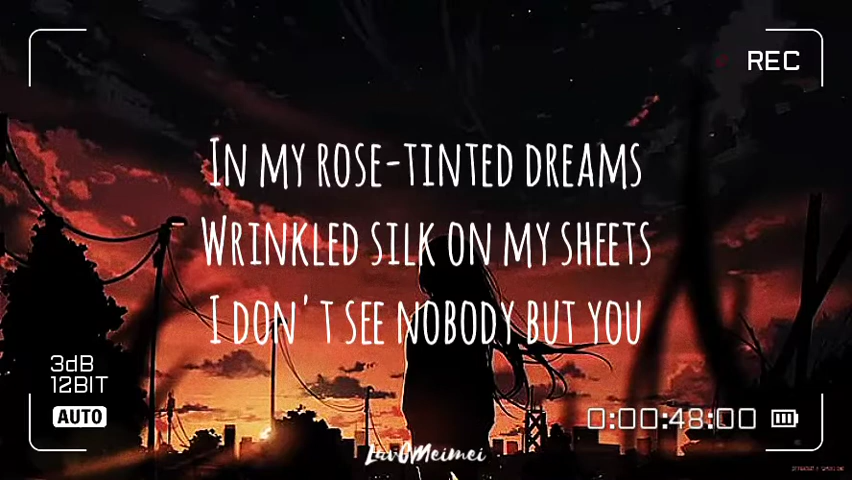 REC
IN MY ROSE-TINTED DREAMS
WRINKLED SILK ON MY SHEETS
I DON'T SEE NOBODY BUT YOU
3dB
12BIT
AUTO
0:00:48:00
LuvMeimei